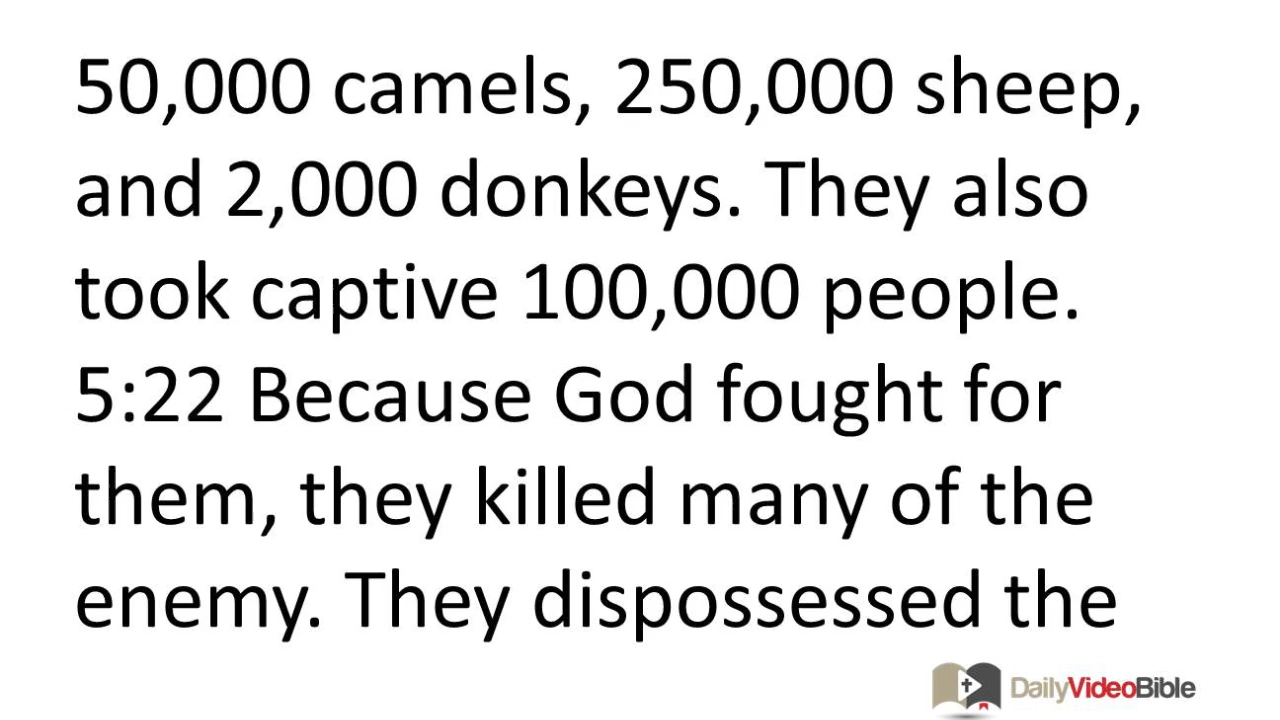 50,000 camels, 250,000 sheep,
and 2,000 donkeys. They also
took captive 100,000 people.
5:22 Because God fought for
them, they killed many of the
enemy. They dispossessed the
DailyVideoBible